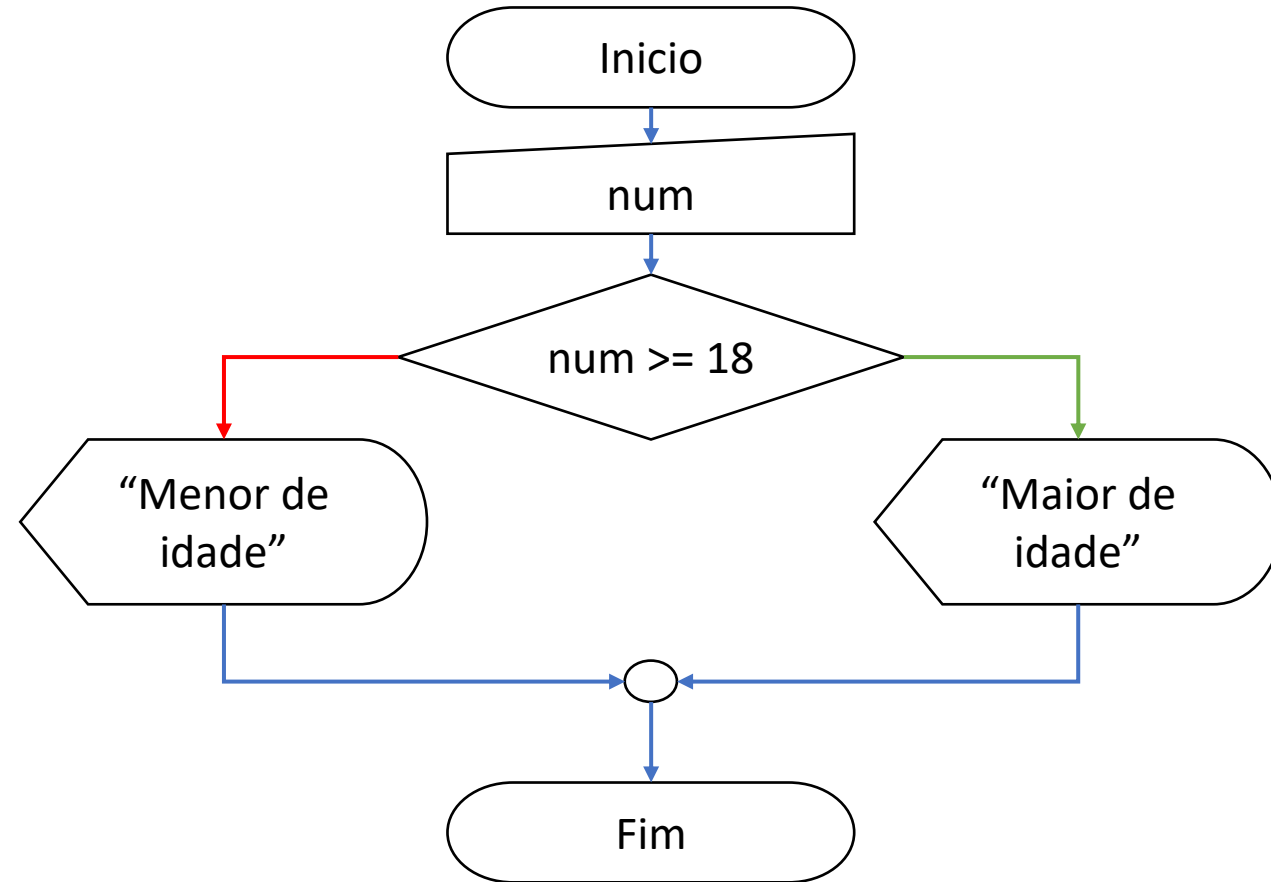 Inicio
num
num >= 18
“Menor de
idade”
“Maior de
idade”
Fim